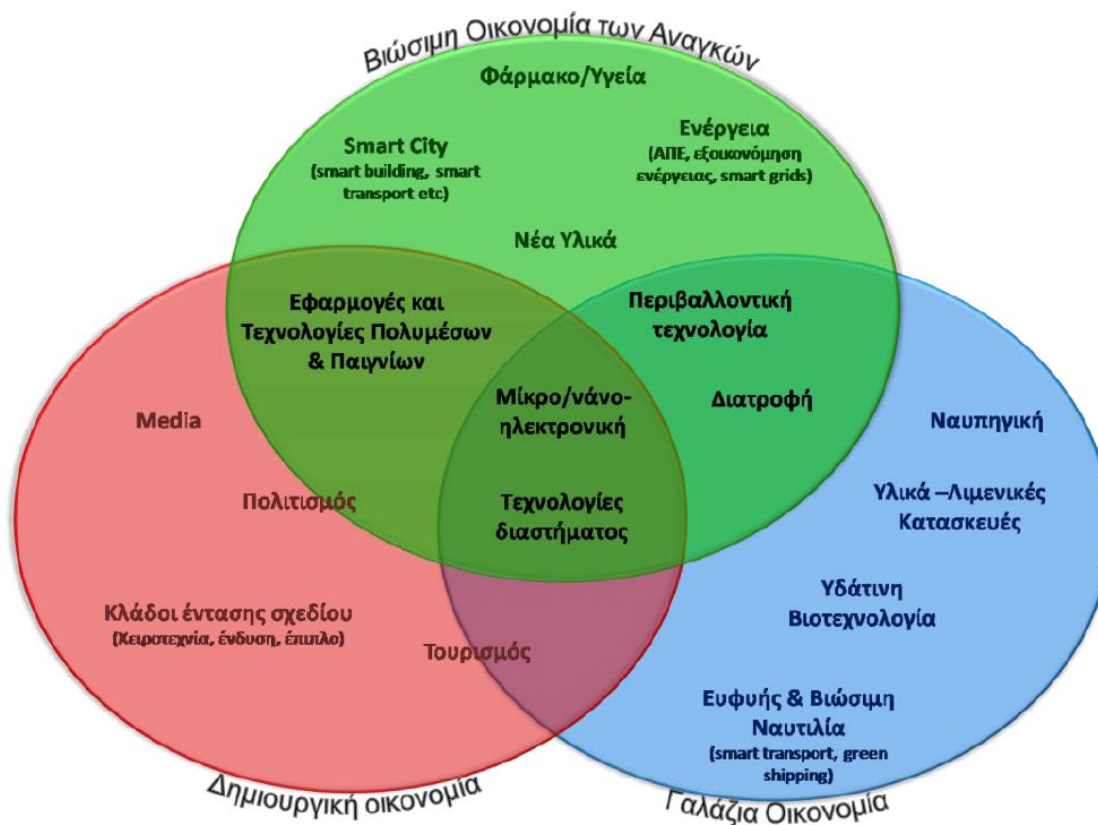 Βιώσιμη Οικονομία των Αναγκών
Φάρμακο/Υγεία
Smart City
(smart building, smart
transport etc)
Ενέργεια
(ΑΠΕ, εξοικονόμηση
ενέργειας, smart grids)
Νέα Υλικά
Εφαρμογές και
Τεχνολογίες Πολυμέσων
& Παιγνίων
Περιβαλλοντική
τεχνολογία
Μίκρο/νάνο-
ηλεκτρονική
Διατροφή
Media
Ναυπηγική
Πολιτισμός
Τεχνολογίες
διαστήματος
Υλικά –Λιμενικές
Κατασκευές
Υδάτινη
Βιοτεχνολογία
Κλάδοι έντασης σχεδίου
(Χειροτεχνία, ένδυση, έπιπλο)
Τουρισμός
Ευφυής & Βιώσιμη
Ναυτιλία
(smart transport, green
shipping)
Δημιουργική οικονομία
Γαλάζια Οικονομία